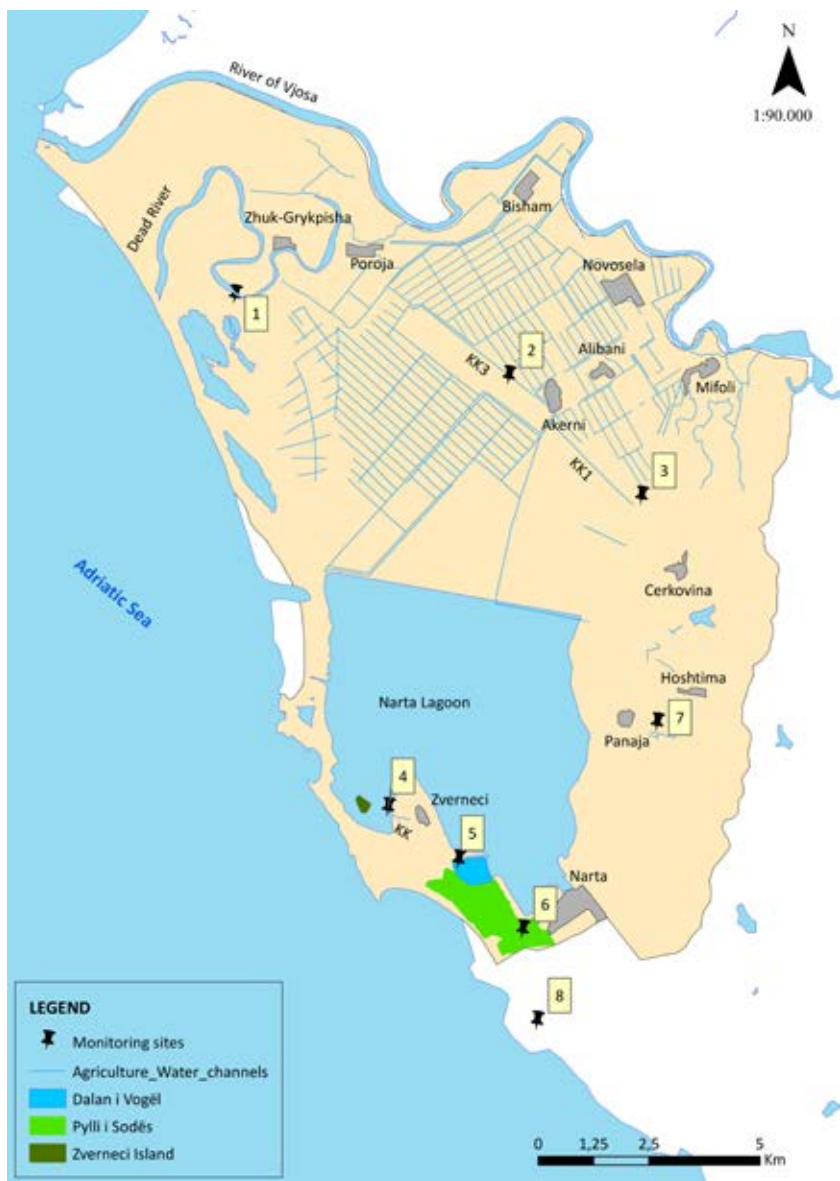 N
1:90.000
River of Vjosa
Dead River
Bisham
Zhuk-Grykpisha
Poroja
Novosela
1
2
KK3
Alibani
Mifoli
Akerni
KK1
3
Adriatic Sea
Cerkovina
Hoshtima
Narta Lagoon
Panaja
7
4
Zverneci
KK
5
Narta
6
8
LEGEND
Monitoring sites
Agriculture_Water_channels
Dalan i Vogël
Pylli i Sodës
Zverneci Island
0 1,25 2,5 5
Km